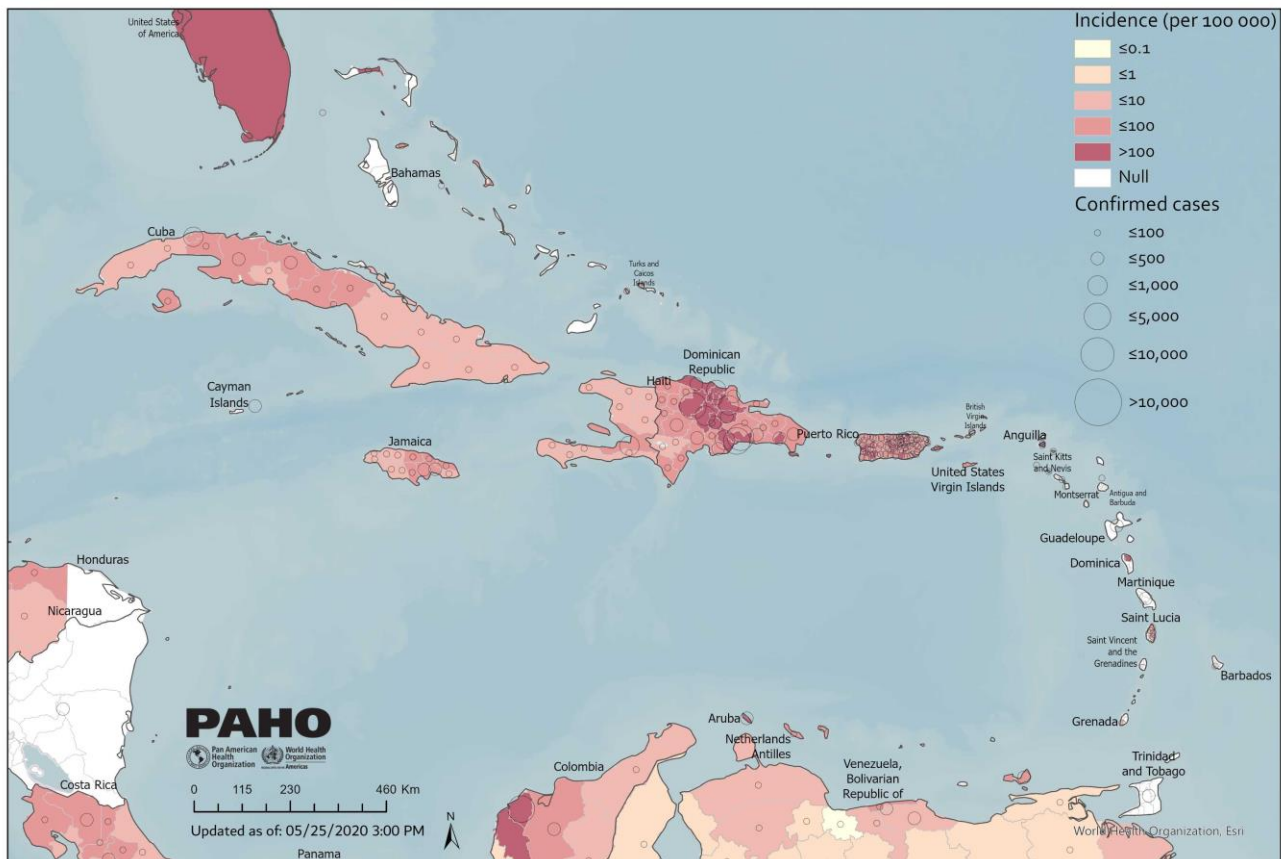 United States
of America
Bahamas
Cuba
Turks and
Caicos
Islands
Cayman
Islands
Jamaica
Haiti
Dominican
Republic
Puerto Rico
British
Virgin
Islands
United States
Virgin Islands
Anguilla
Saint Kitts
and Nevis
Montserrat
Antigua and
Barbuda
Guadeloupe
Dominica
Martinique
Saint Lucia
Saint Vincent
and the
Grenadines
Barbados
Grenada
Trinidad
and Tobago
Honduras
Nicaragua
Costa Rica
Panama
Colombia
Aruba
Netherlands
Antilles
Venezuela,
Bolivarian
Republic of
Incidence (per 100 000)
≤0.1
≤1
≤10
≤100
>100
Null
Confirmed cases
≤100
≤500
≤1,000
≤5,000
≤10,000
>10,000
PAHO
Pan American
Health
Organization
World Health
Organization
Americas
0 115 230 460 Km
Updated as of: 05/25/2020 3:00 PM
N
World Health Organization, Esri